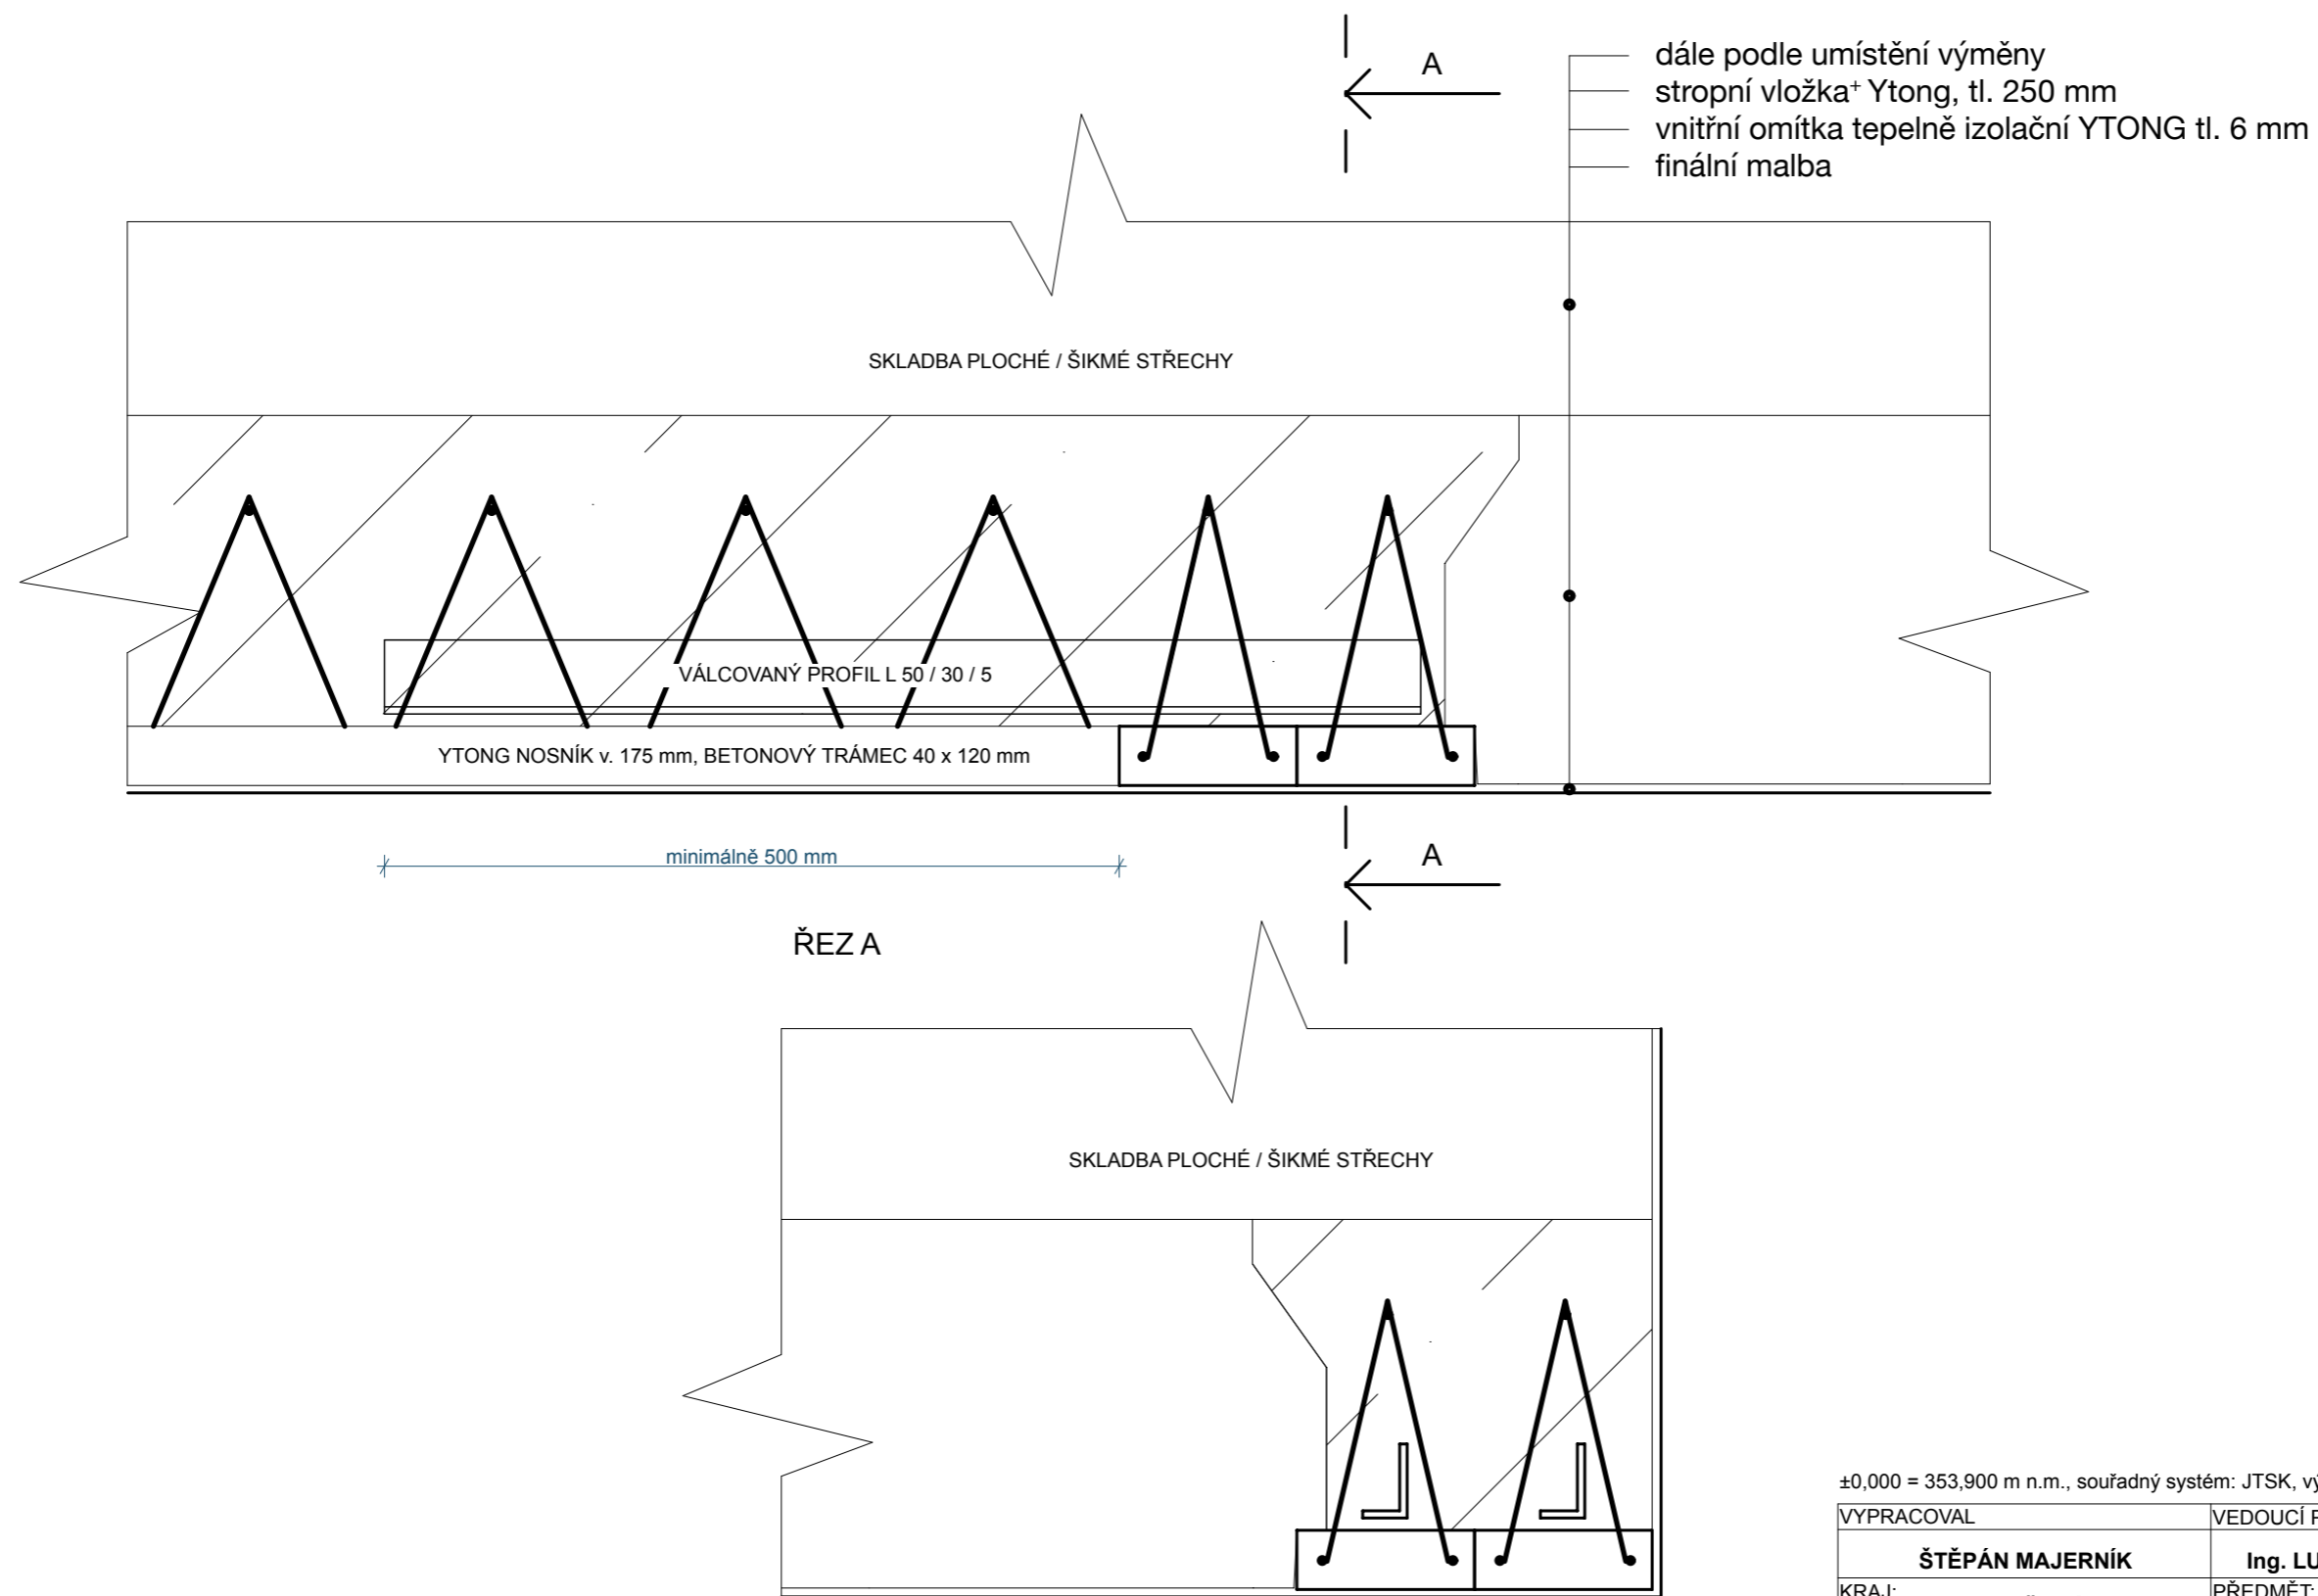 A
dále podle umístění výměny
stropní vložka⁺ Ytong, tl. 250 mm
vnitřní omítka tepelně izolační YTONG tl. 6 mm
finální malba
SKLADBA PLOCHÉ / ŠIKMÉ STŘECHY
VÁLCOVANÝ PROFIL L 50 / 30 / 5
YTONG NOSNÍK v. 175 mm, BETONOVÝ TRÁMEC 40 x 120 mm
minimálně 500 mm
A
ŘEZ A
SKLADBA PLOCHÉ / ŠIKMÉ STŘECHY
±0,000 = 353,900 m n.m., souřadný systém: JTSK,
VYPRACOVAL
VEDOUCÍ
ŠTĚPÁN MAJERNÍK
Ing.
KRAJ:
PŘEDMĚT: